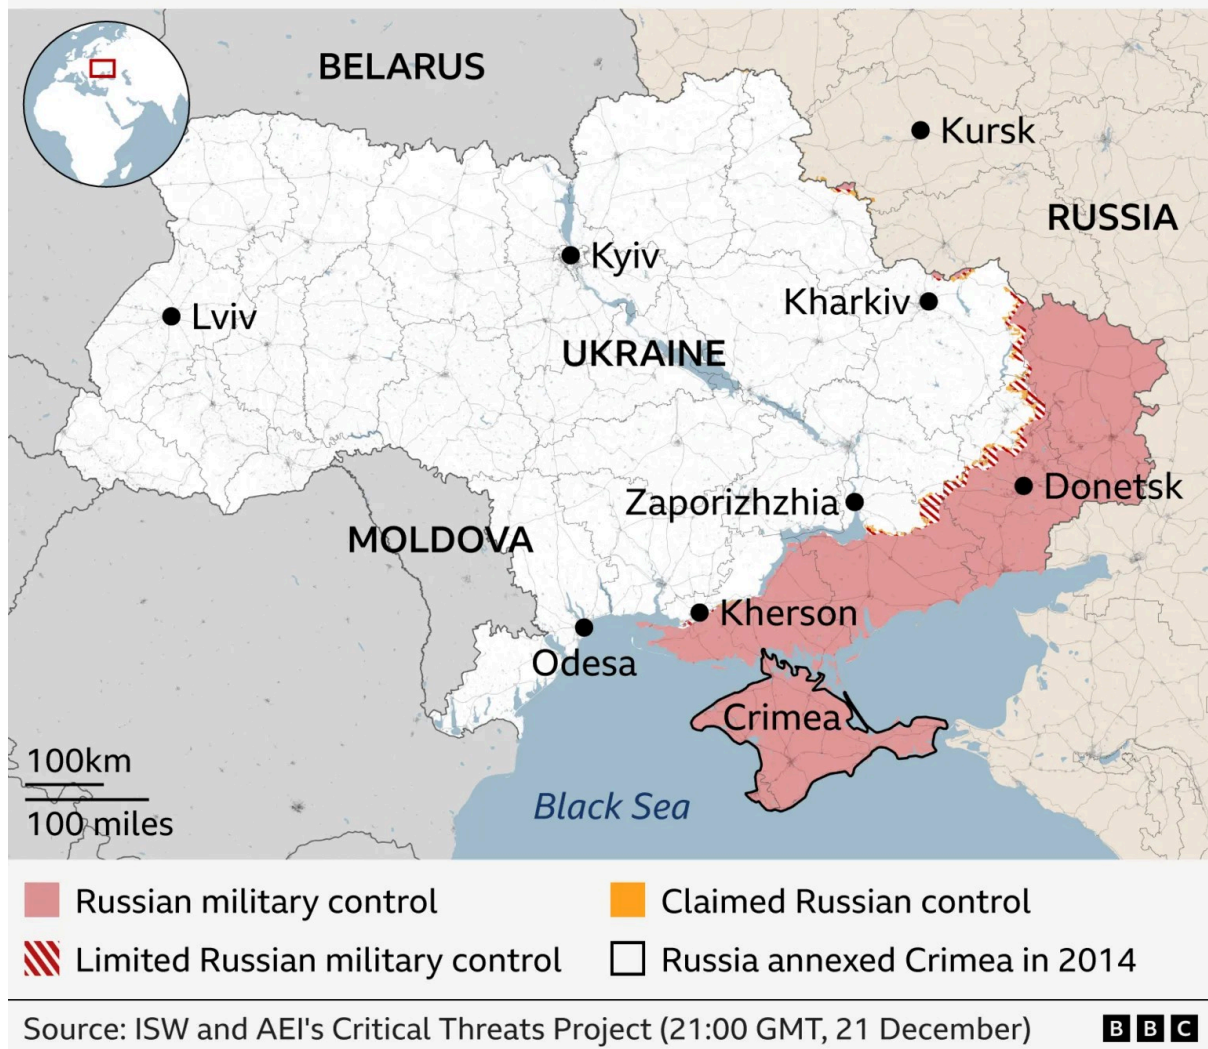 BELARUS
Kursk
RUSSIA
Kyiv
Kharkiv
Lviv
UKRAINE
Zaporizhzhia
Donetsk
MOLDOVA
Kherson
Odesa
Crimea
100km
100 miles
Black Sea
Russian military control
Claimed Russian control
Limited Russian military control
Russia annexed Crimea in 2014
Source: ISW and AEI's Critical Threats Project (21:00 GMT, 21 December)
BBC